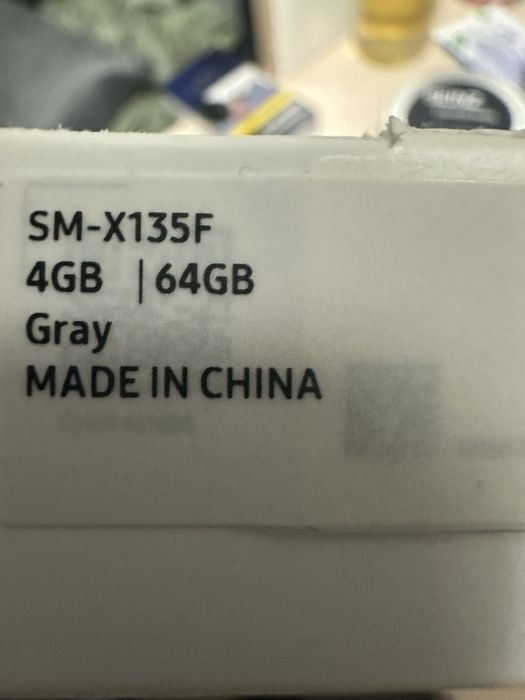 SM-X135F
4GB | 64GB
Gray
MADE IN CHINA